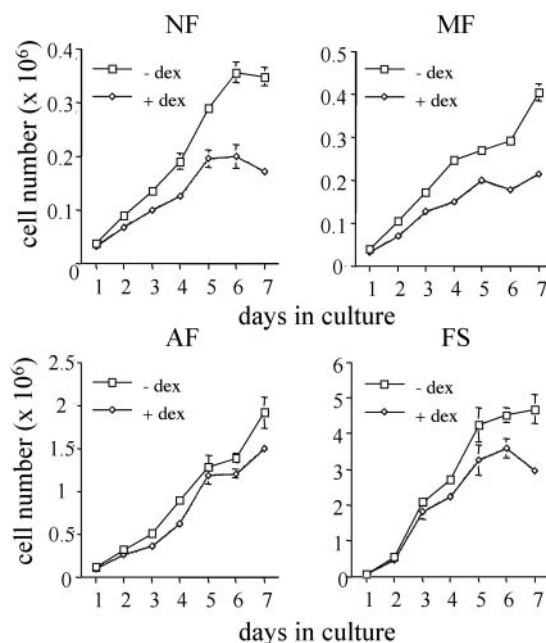 NF
cell number (x 10⁶)
0.4
0.3
0.2
0.1
0
- dex
+ dex
1 2 3 4 5 6 7
days in culture
MF
0.5
0.4
0.3
0.2
0.1
0
- dex
+ dex
1 2 3 4 5 6 7
AF
cell number (x 10⁶)
2.5
2
1.5
1
0.5
0
- dex
+ dex
1 2 3 4 5 6 7
days in culture
FS
6
5
4
3
2
1
0
- dex
+ dex
1 2 3 4 5 6 7